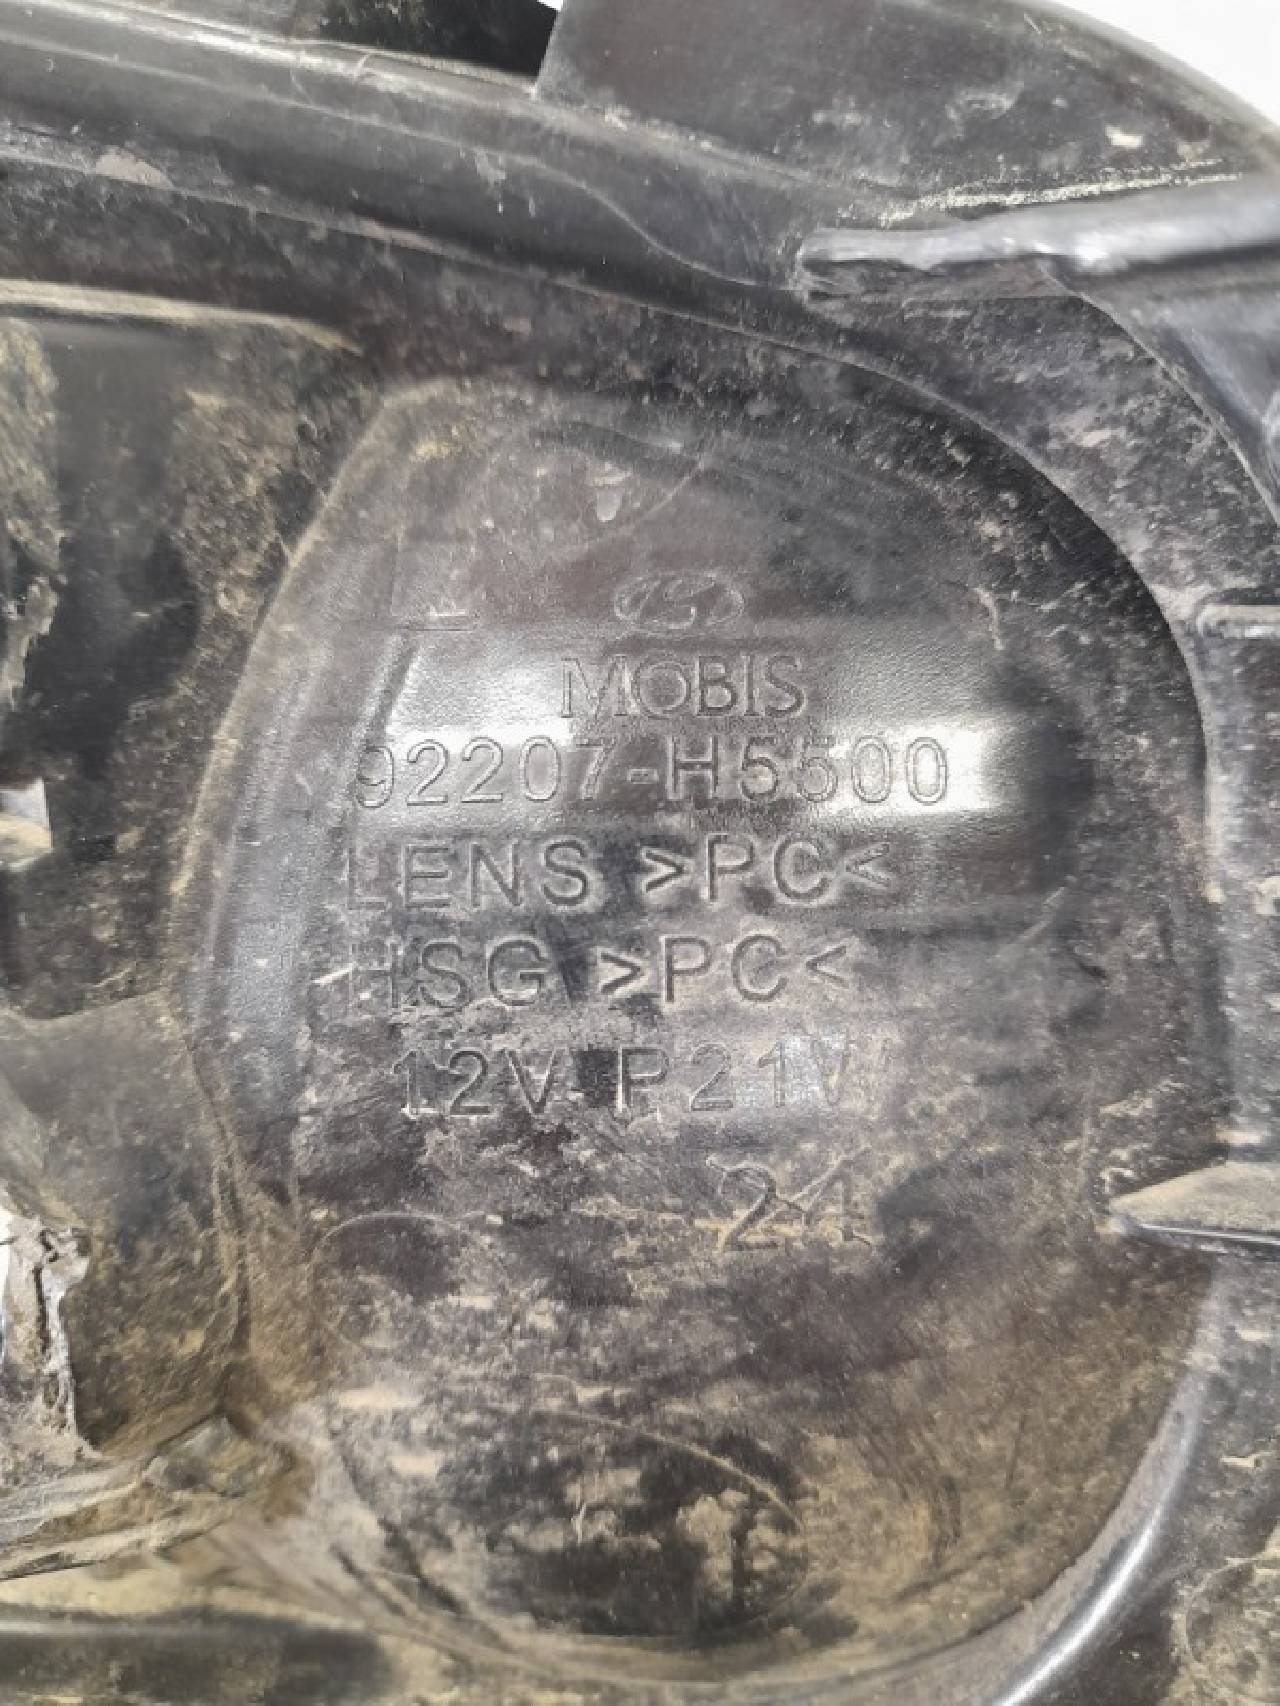 MOBIS
92207-H5500
LENS >PC<
HSG >PC<
12V P21W
24